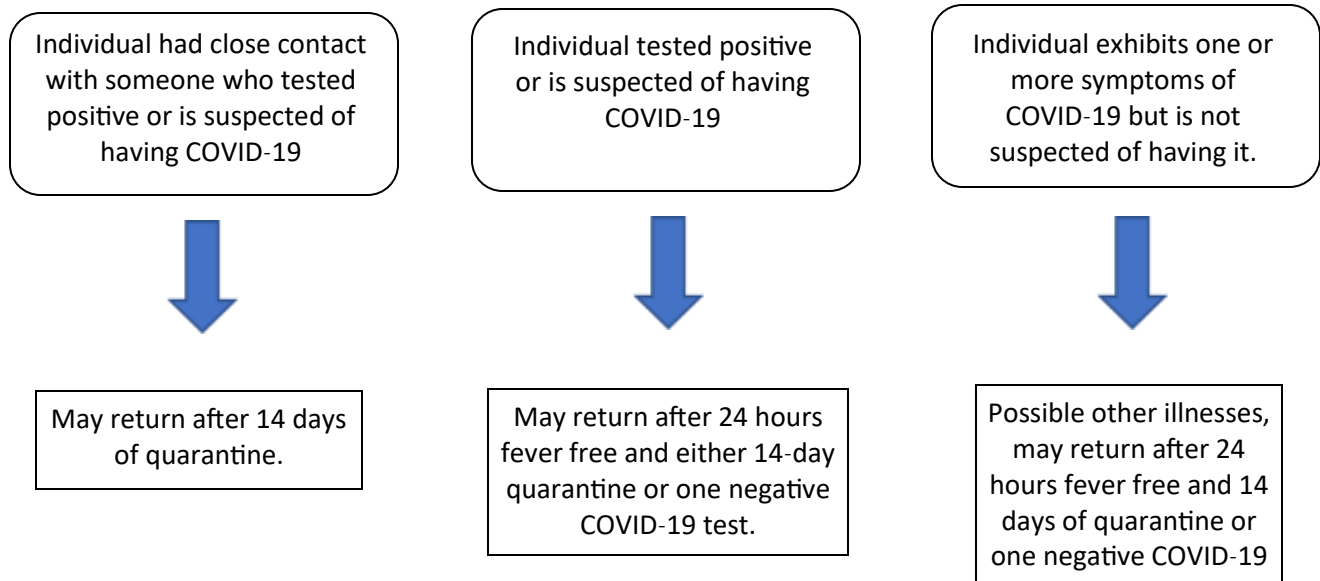 Individual had close contact
with someone who tested
positive or is suspected of
having COVID-19
Individual tested positive
or is suspected of having
COVID-19
Individual exhibits one or
more symptoms of
COVID-19 but is not
suspected of having it.
May return after 14 days
of quarantine.
May return after 24 hours
fever free and either 14-day
quarantine or one negative
COVID-19 test.
Possible other illnesses,
may return after 24
hours fever free and 14
days of quarantine or
one negative COVID-19